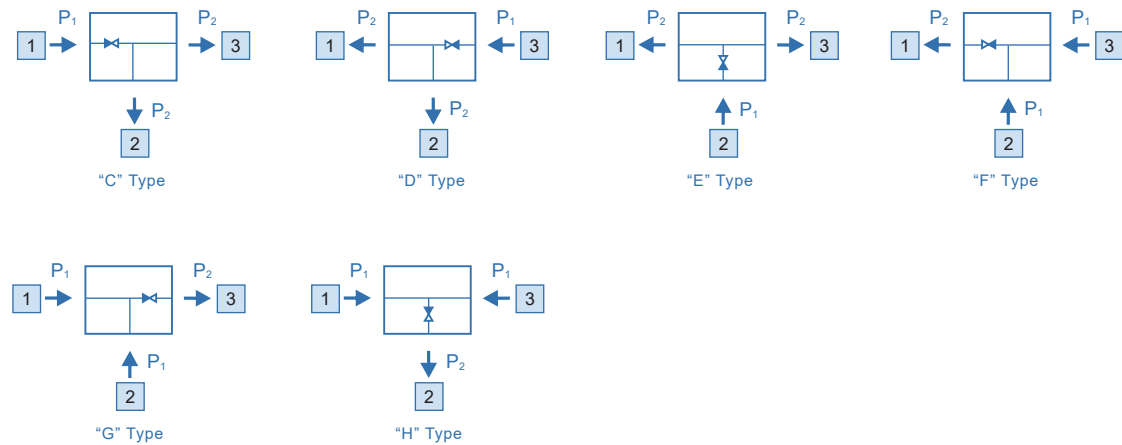 P₁ P₂
1 3
P₂
2
“C” Type
P₂ P₁
1 3
P₂
2
“D” Type
P₂ P₂
1 3
P₁
2
“E” Type
P₂ P₁
1 3
P₁
2
“F” Type
P₁ P₂
1 3
P₁
2
“G” Type
P₁ P₁
1 3
P₂
2
“H” Type